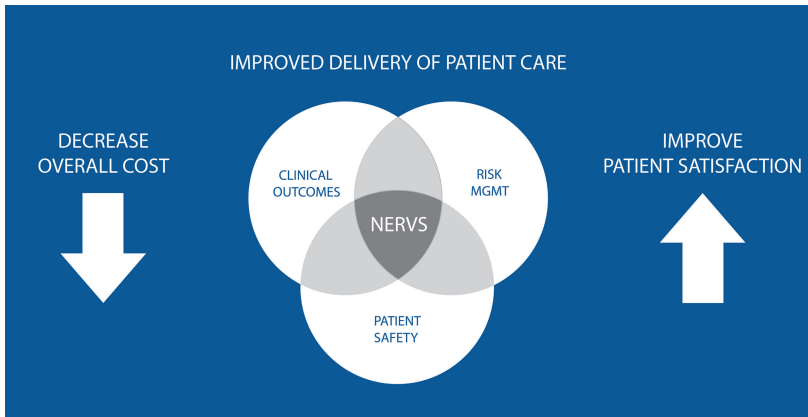 IMPROVED DELIVERY OF PATIENT CARE
DECREASE
OVERALL COST
IMPROVE
PATIENT SATISFACTION
CLINICAL
OUTCOMES
RISK
MGMT
NERVS
PATIENT
SAFETY